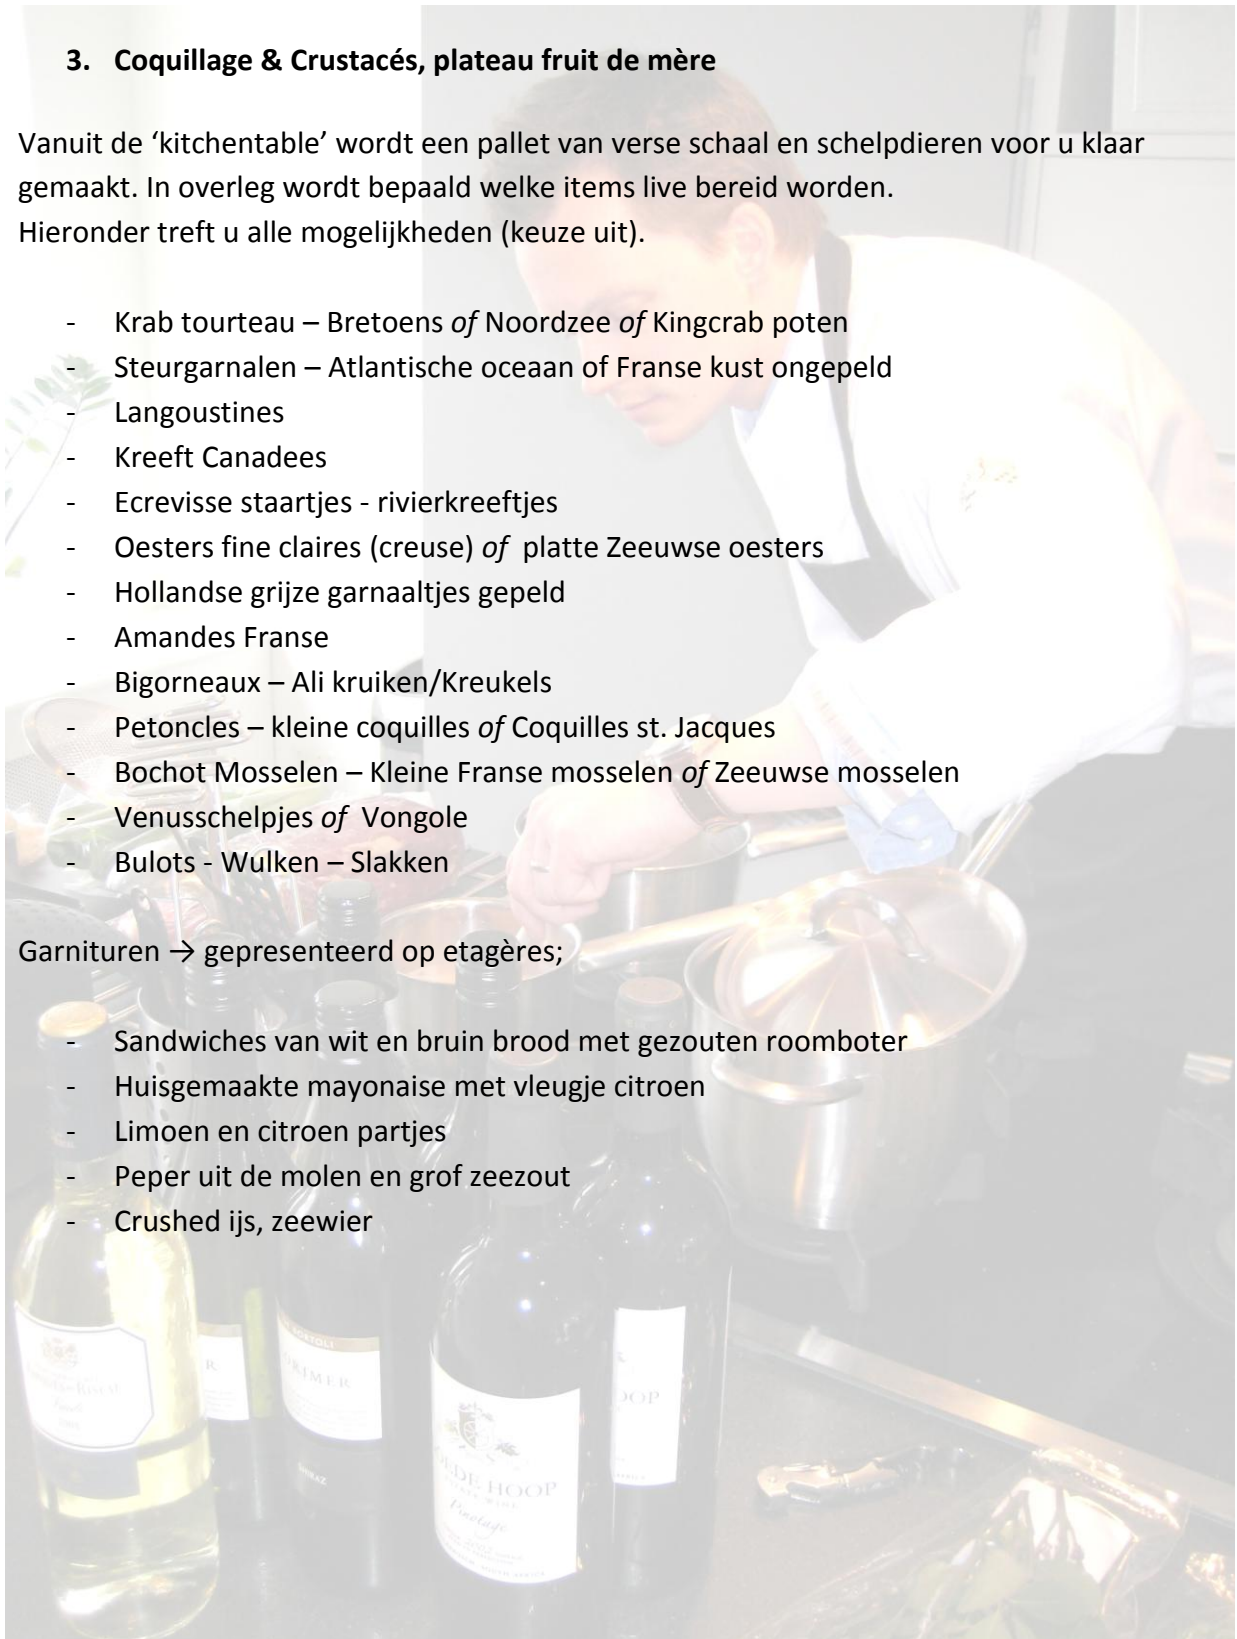 3. Coquillage & Crustacés, plateau fruit de mère
Vanuit de ‘kitchentable’ wordt een pallet van verse schaal en schelpdieren voor u klaar
gemaakt. In overleg wordt bepaald welke items live bereid worden.
Hieronder treft u alle mogelijkheden (keuze uit).
- Krab tourteau – Bretoens of Noordzee of Kingcrab poten
- Steurgarnalen – Atlantische oceaan of Franse kust ongepeld
- Langoustines
- Kreeft Canadees
- Ecrevisse staartjes - rivierkreeftjes
- Oesters fine claires (creuse) of platte Zeeuwse oesters
- Hollandse grijze garnaaltjes gepeld
- Amandes Franse
- Bigorneaux – Ali kruiken/Kreukels
- Petoncles – kleine coquilles of Coquilles st. Jacques
- Bochot Mosselen – Kleine Franse mosselen of Zeeuwse mosselen
- Venusschelpjes of Vongole
- Bulots - Wulken – Slakken
Garnituren → gepresenteerd op etagères;
- Sandwiches van wit en bruin brood met gezouten roomboter
- Huisgemaakte mayonaise met vleugje citroen
- Limoen en citroen partjes
- Peper uit de molen en grof zeezout
- Crushed ijs, zeewier
HOOP
Pinotage